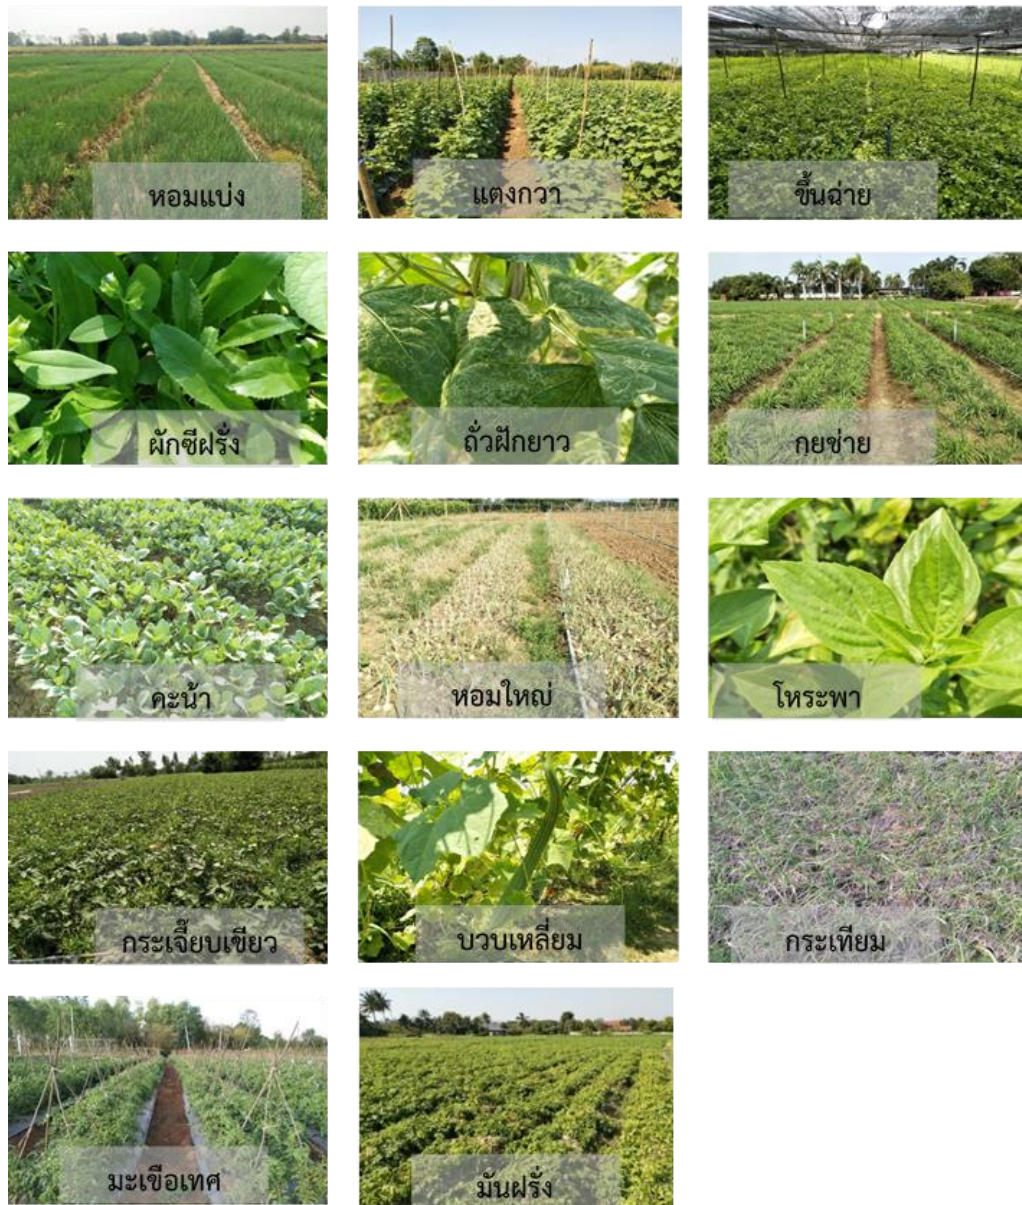 หอมแบ่ง
แตงกวา
ขึ้นฉ่าย
ผักชีฝรั่ง
ถั่วฝักยาว
กุยช่าย
คะน้า
หอมใหญ่
โหระพา
กระเจี๊ยบเขียว
บวบเหลี่ยม
กระเทียม
มะเขือเทศ
มันฝรั่ง